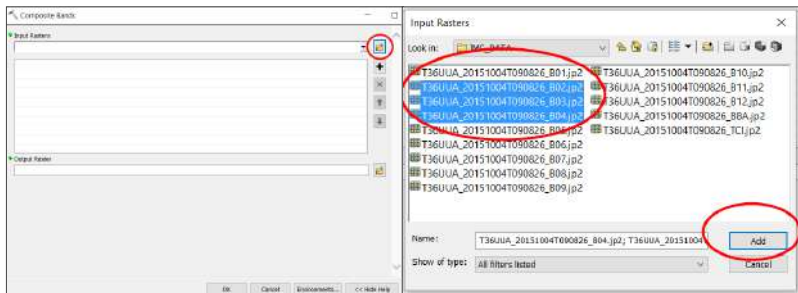 Composite Bands
Input Rasters
Output Raster
OK
Cancel
Environments...
<< Hide Help
Input Rasters
Look in:
IMG_DATA
T36UUA_20151004T090826_B01.jp2
T36UUA_20151004T090826_B02.jp2
T36UUA_20151004T090826_B03.jp2
T36UUA_20151004T090826_B04.jp2
T36UUA_20151004T090826_B05.jp2
T36UUA_20151004T090826_B06.jp2
T36UUA_20151004T090826_B07.jp2
T36UUA_20151004T090826_B08.jp2
T36UUA_20151004T090826_B09.jp2
T36UUA_20151004T090826_B10.jp2
T36UUA_20151004T090826_B11.jp2
T36UUA_20151004T090826_B12.jp2
T36UUA_20151004T090826_B8A.jp2
T36UUA_20151004T090826_TCI.jp2
Name:
T36UUA_20151004T090826_B04.jp2; T36UUA_20151004T
Add
Show of type:
All filters listed
Cancel